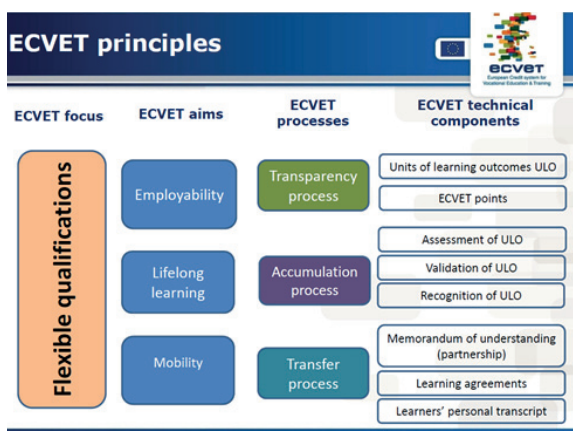 ECVET principles
ecvet
European Credit system for
Vocational Education & Training
ECVET focus
ECVET aims
ECVET
processes
ECVET technical
components
Flexible qualifications
Employability
Lifelong
learning
Mobility
Transparency
process
Accumulation
process
Transfer
process
Units of learning outcomes ULO
ECVET points
Assessment of ULO
Validation of ULO
Recognition of ULO
Memorandum of understanding
(partnership)
Learning agreements
Learners' personal transcript